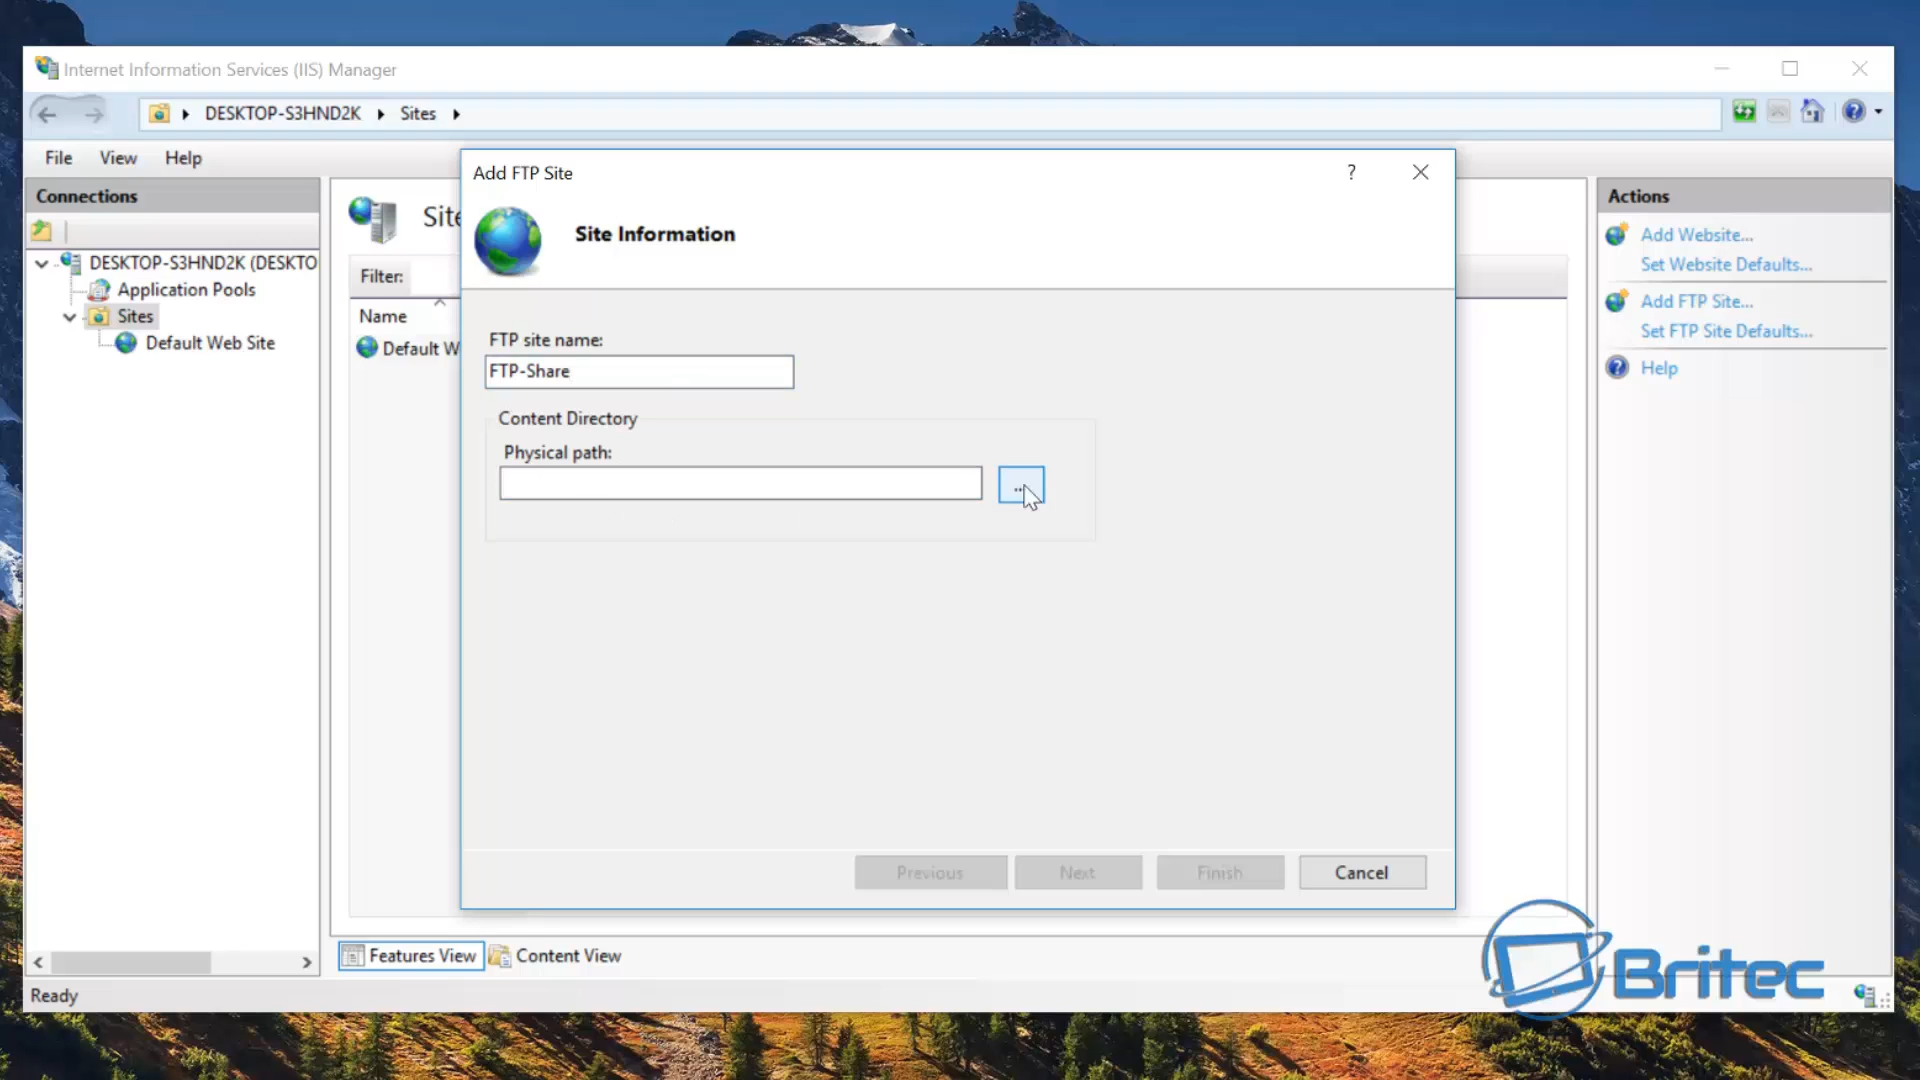 Internet Information Services (IIS) Manager
DESKTOP-S3HND2K Sites
File View Help
Connections
DESKTOP-S3HND2K (DESKTO
Application Pools
Sites
Default Web Site
Site
Filter:
Name
Default W
Add FTP Site
?
Site Information
FTP site name:
FTP-Share
Content Directory
Physical path:
...
Previous Next Finish Cancel
Features View Content View
Actions
Add Website...
Set Website Defaults...
Add FTP Site...
Set FTP Site Defaults...
Help
Ready
Britec